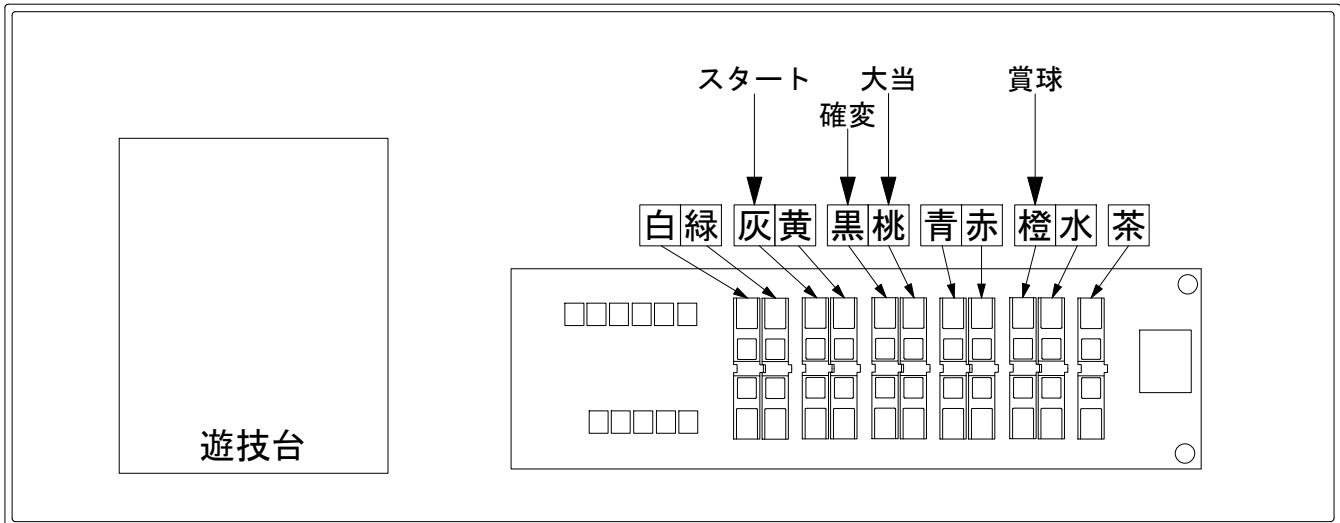 スタート
大当
賞球
確変
白緑 灰黄 黒桃 青赤 橙水 茶
遊技台